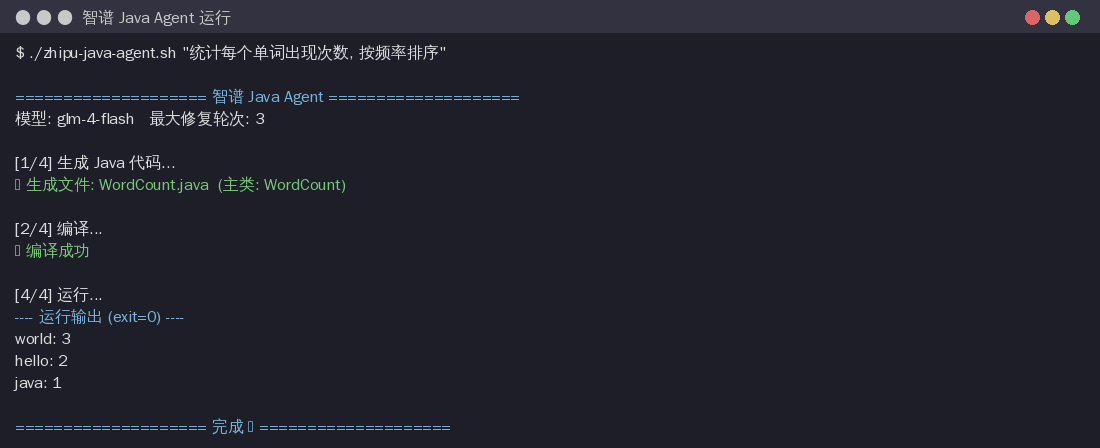 智谱 Java Agent 运行
$ ./zhipu-java-agent.sh "统计每个单词出现次数, 按频率排序"
==================== 智谱 Java Agent ====================
模型: glm-4-flash 最大修复轮次: 3
[1/4] 生成 Java 代码...
▯ 生成文件: WordCount.java (主类: WordCount)
[2/4] 编译...
▯ 编译成功
[4/4] 运行...
---- 运行输出 (exit=0) ----
world: 3
hello: 2
java: 1
==================== 完成 ▯ ====================